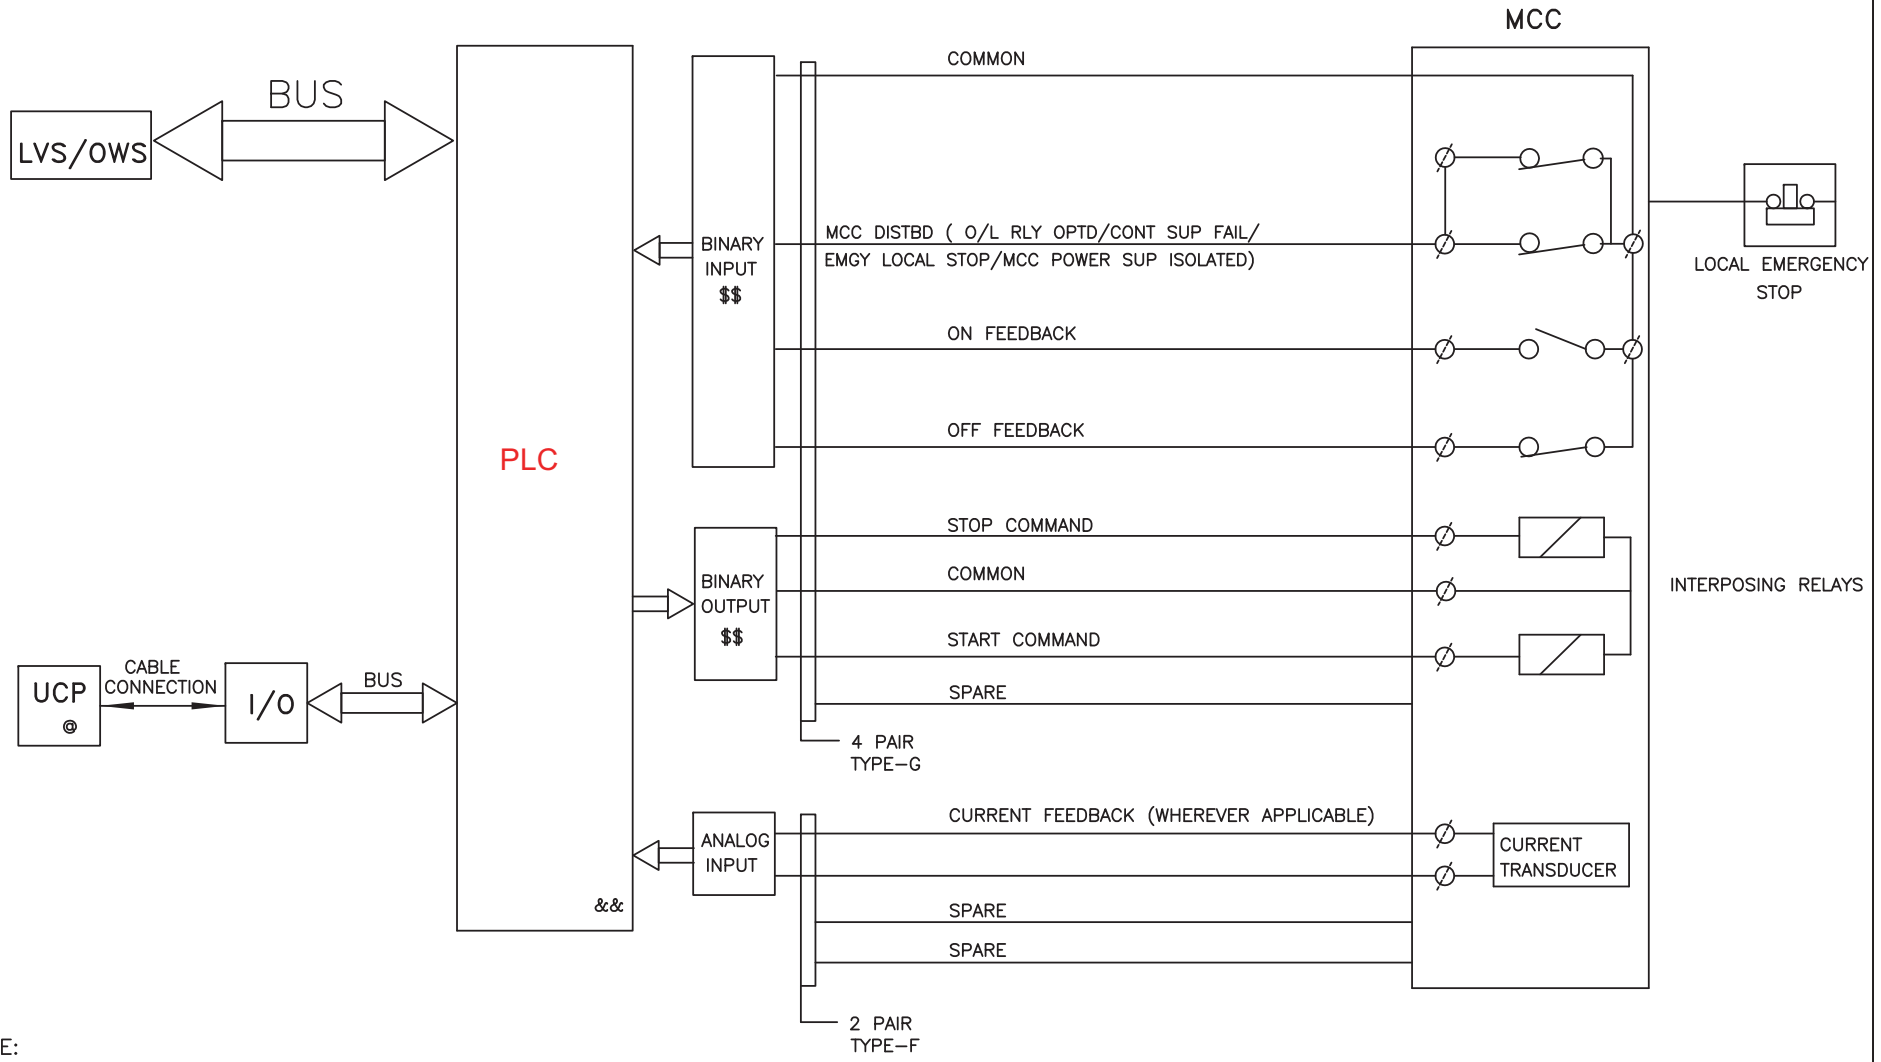 MCC
COMMON
BUS
LVS/OWS
MCC DISTBD ( O/L RLY OPTD/CONT SUP FAIL/
EMGY LOCAL STOP/MCC POWER SUP ISOLATED)
BINARY
INPUT
$$
LOCAL EMERGENCY
STOP
ON FEEDBACK
OFF FEEDBACK
PLC
STOP COMMAND
COMMON
BINARY
OUTPUT
$$
INTERPOSING RELAYS
START COMMAND
SPARE
UCP
@
CABLE
CONNECTION
I/O
BUS
4 PAIR
TYPE-G
CURRENT FEEDBACK (WHEREVER APPLICABLE)
ANALOG
INPUT
CURRENT
TRANSDUCER
&&
SPARE
SPARE
2 PAIR
TYPE-F
E: